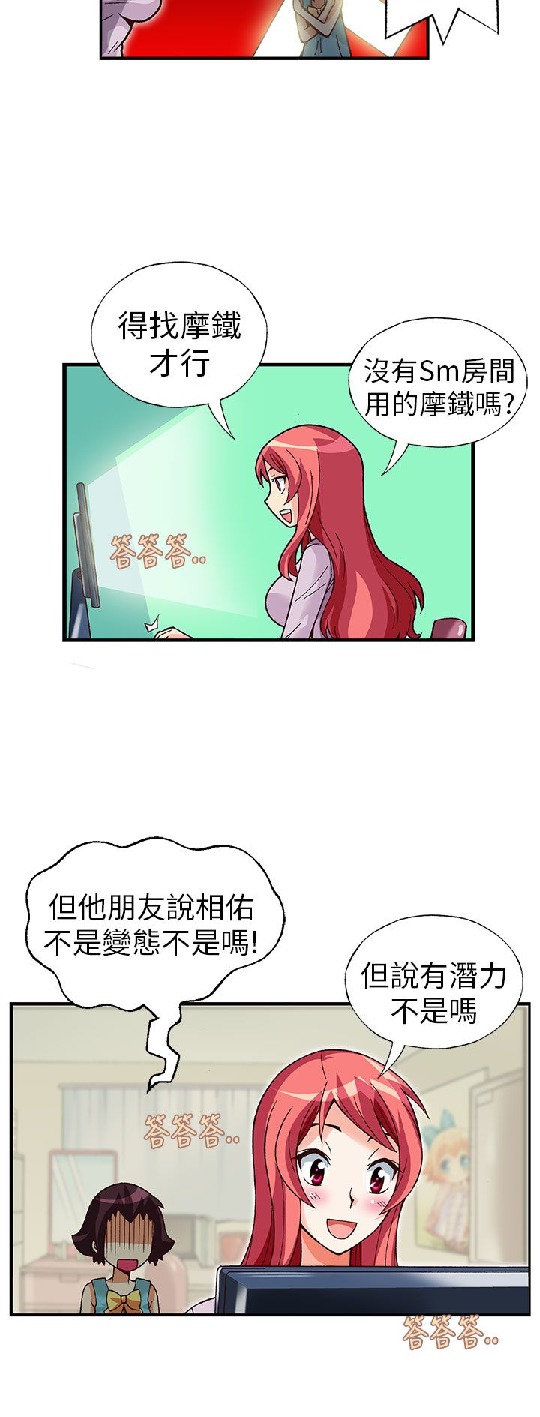 得找摩鐵
才行
沒有Sm房間
用的摩鐵嗎?
答答答..
但他朋友說相佑
不是變態不是嗎!
但說有潛力
不是嗎
答答答..
答答答..